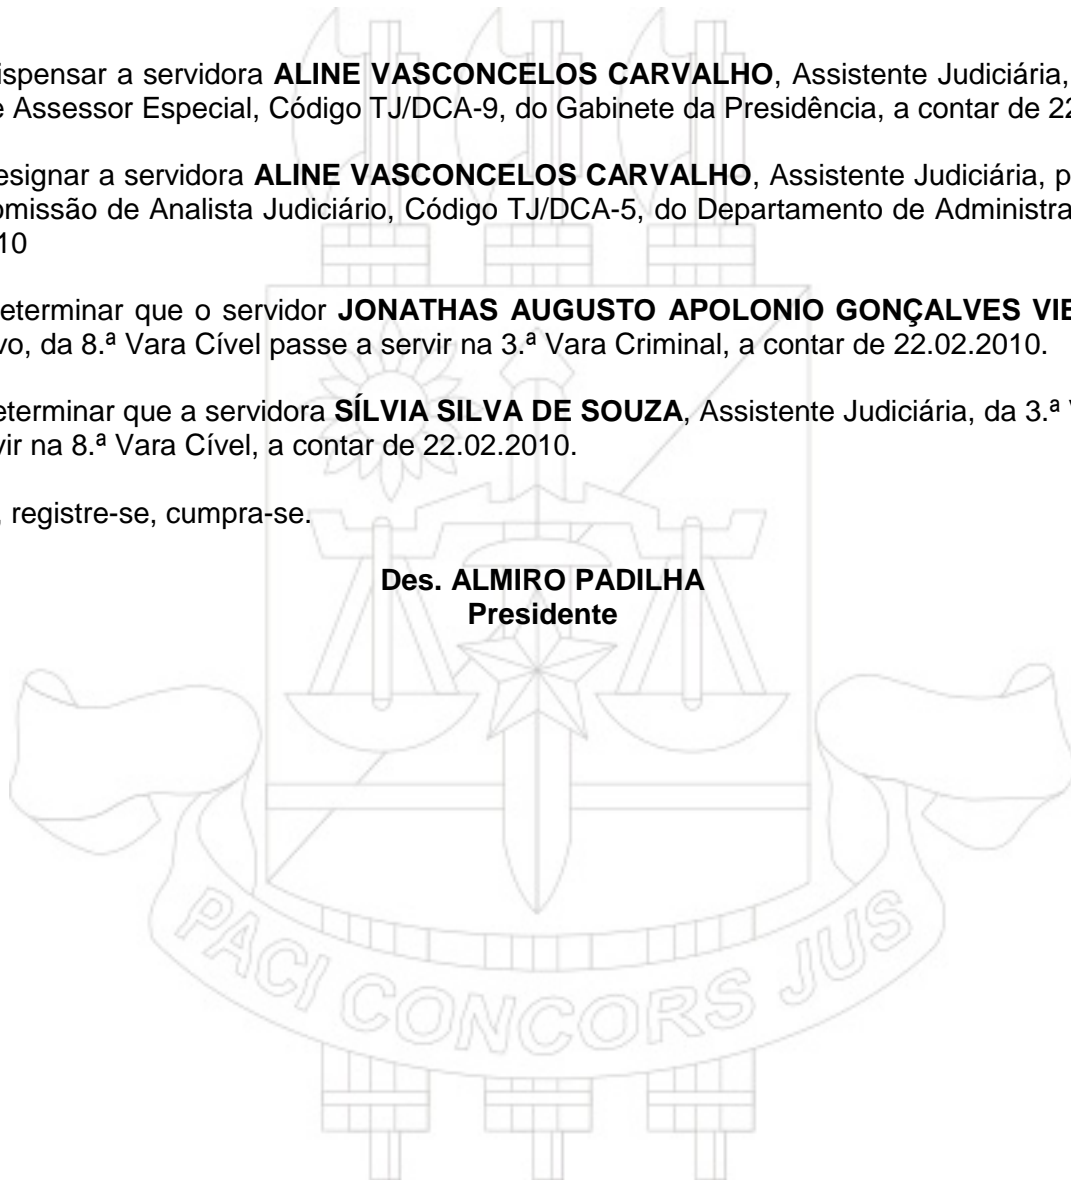 ispensar a servidora ALINE VASCONCELOS CARVALHO, Assistente Judiciária,
e Assessor Especial, Código TJ/DCA-9, do Gabinete da Presidência, a contar de 22
esignar a servidora ALINE VASCONCELOS CARVALHO, Assistente Judiciária, p
omissão de Analista Judiciário, Código TJ/DCA-5, do Departamento de Administra
10
eterminar que o servidor JONATHAS AUGUSTO APOLONIO GONÇALVES VIE
vo, da 8.ª Vara Cível passe a servir na 3.ª Vara Criminal, a contar de 22.02.2010.
eterminar que a servidora SÍLVIA SILVA DE SOUZA, Assistente Judiciária, da 3.ª V
vir na 8.ª Vara Cível, a contar de 22.02.2010.
, registre-se, cumpra-se.
Des. ALMIRO PADILHA
Presidente
PACI CONCORS JUS